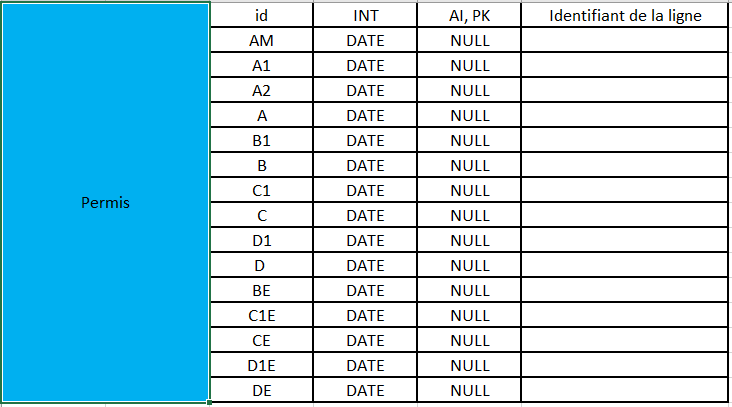 Permis
id INT AI, PK Identifiant de la ligne
AM DATE NULL
A1 DATE NULL
A2 DATE NULL
A DATE NULL
B1 DATE NULL
B DATE NULL
C1 DATE NULL
C DATE NULL
D1 DATE NULL
D DATE NULL
BE DATE NULL
C1E DATE NULL
CE DATE NULL
D1E DATE NULL
DE DATE NULL